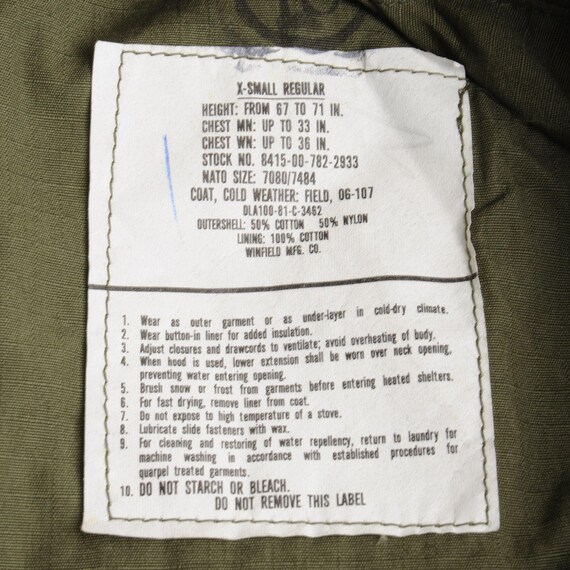 X-SMALL REGULAR
HEIGHT: FROM 67 TO 71 IN.
CHEST MN: UP TO 33 IN.
CHEST WN: UP TO 36 IN.
STOCK NO. 8415-00-782-2933
NATO SIZE: 7080/7484
COAT, COLD WEATHER: FIELD, OG-107
DLA100-81-C-3462
OUTERSHELL: 50% COTTON 50% NYLON
LINING: 100% COTTON
WINFIELD MFG. CO.
1. Wear as outer garment or as under-layer in cold-dry climate.
2. Wear button-in liner for added insulation.
3. Adjust closures and drawcords to ventilate; avoid overheating of body.
4. When hood is used, lower extension shall be worn over neck opening,
preventing water entering opening.
5. Brush snow or frost from garments before entering heated shelters.
6. For fast drying, remove liner from coat.
7. Do not expose to high temperature of a stove.
8. Lubricate slide fasteners with wax.
9. For cleaning and restoring of water repellency, return to laundry for
machine washing in accordance with established procedures for
quarpel treated garments.
10. DO NOT STARCH OR BLEACH.
DO NOT REMOVE THIS LABEL